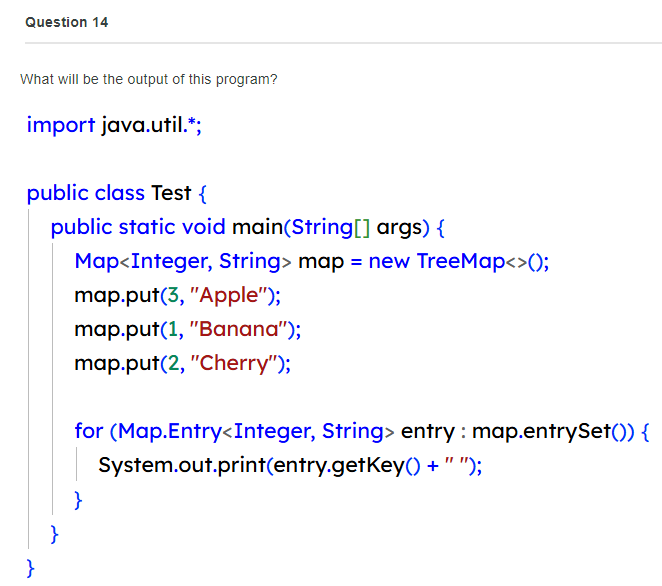 Question 14
What will be the output of this program?
import java.util.*;
public class Test {
public static void main(String[] args) {
Map<Integer, String> map = new TreeMap<>();
map.put(3, "Apple");
map.put(1, "Banana");
map.put(2, "Cherry");
for (Map.Entry<Integer, String> entry : map.entrySet()) {
System.out.print(entry.getKey() + " ");
}
}
}